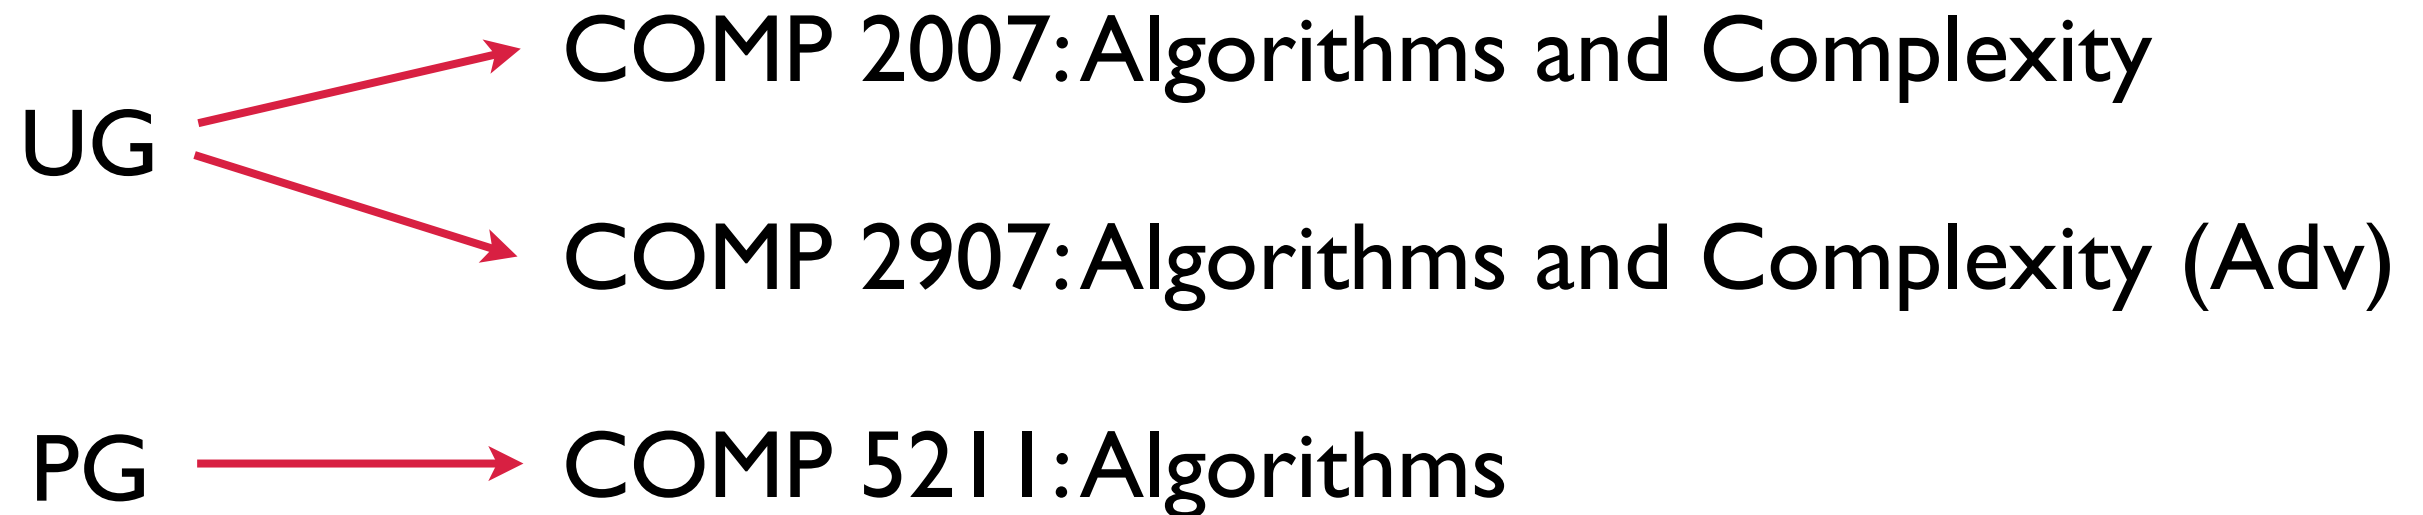 COMP 2007: Algorithms and Complexity
UG
COMP 2907: Algorithms and Complexity (Adv)
PG
COMP 5211: Algorithms